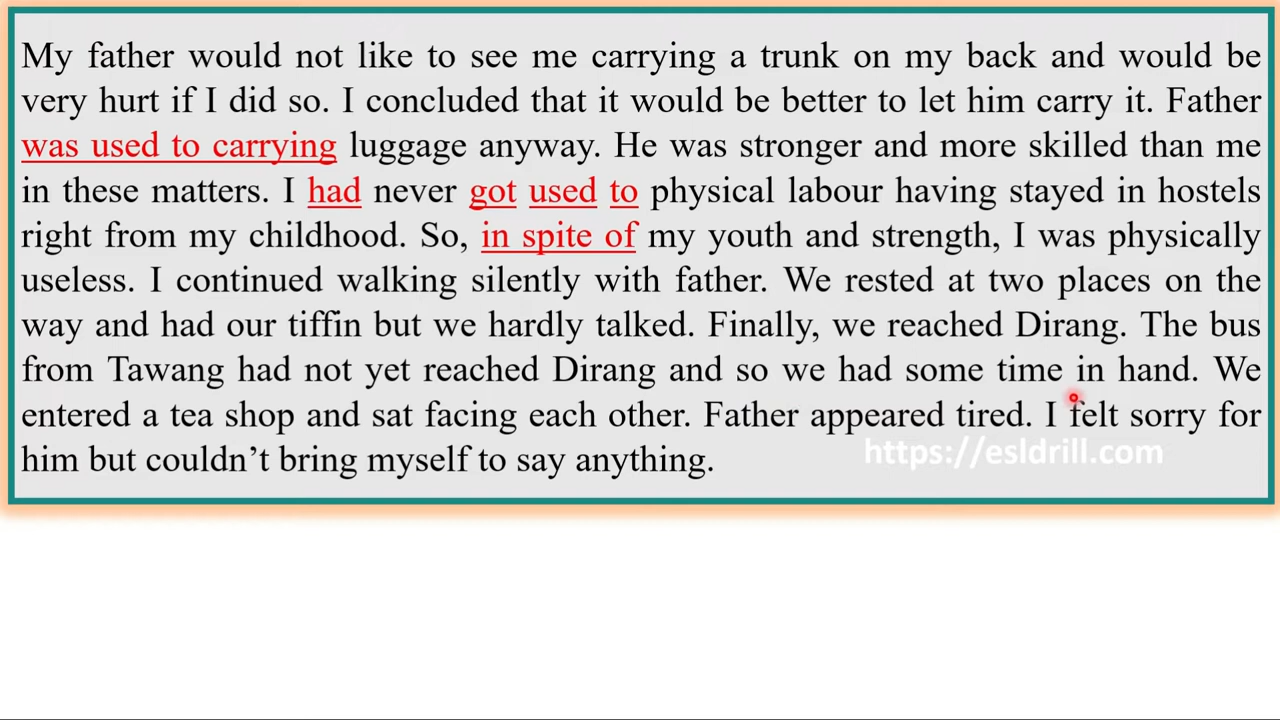 My father would not like to see me carrying a trunk on my back and would be
very hurt if I did so. I concluded that it would be better to let him carry it. Father
was used to carrying luggage anyway. He was stronger and more skilled than me
in these matters. I had never got used to physical labour having stayed in hostels
right from my childhood. So, in spite of my youth and strength, I was physically
useless. I continued walking silently with father. We rested at two places on the
way and had our tiffin but we hardly talked. Finally, we reached Dirang. The bus
from Tawang had not yet reached Dirang and so we had some time in hand. We
entered a tea shop and sat facing each other. Father appeared tired. I felt sorry for
him but couldn’t bring myself to say anything.
https://esldrill.com